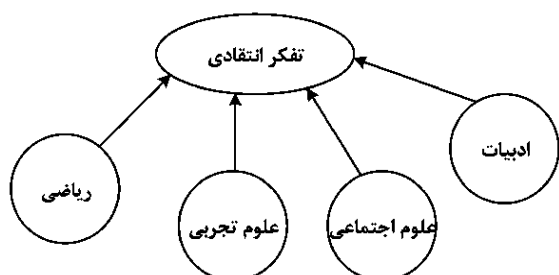 تفکر انتقادی
ادبیات
علوم اجتماعی
علوم تجربی
ریاضی